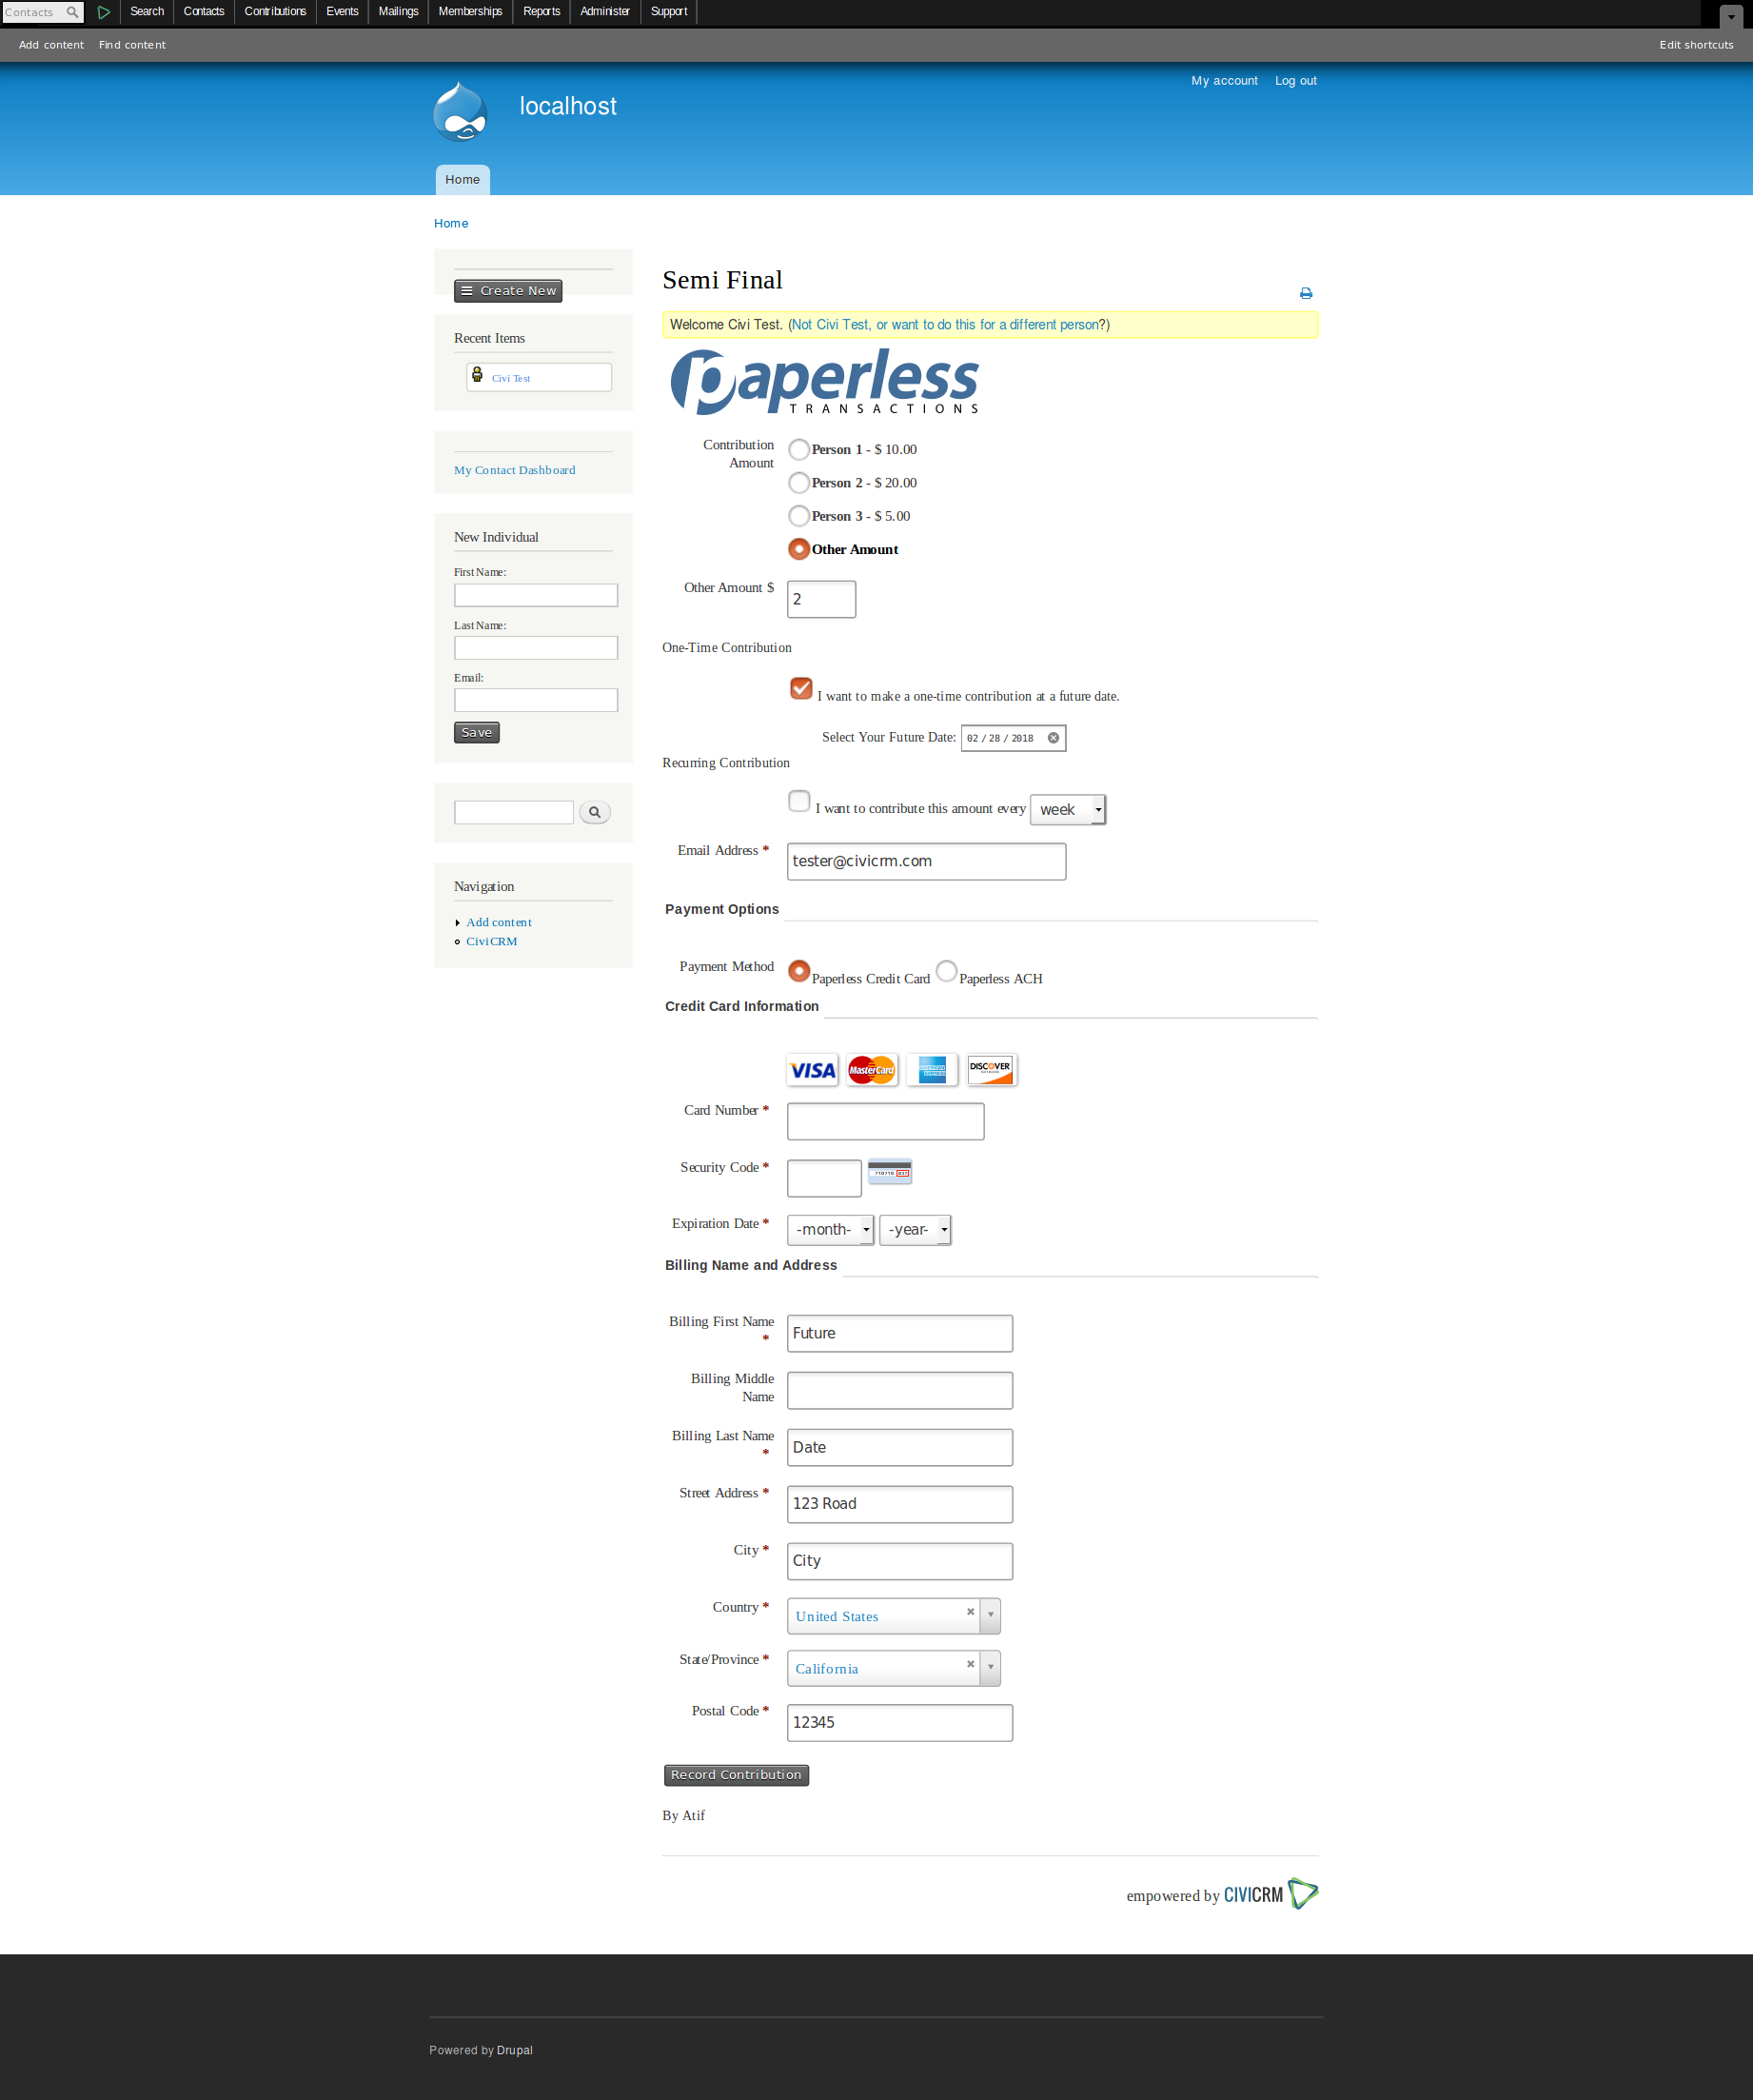 Contacts
Search
Contacts
Contributions
Events
Mailings
Memberships
Reports
Administer
Support
Add content
Find content
Edit shortcuts
My account
Log out
localhost
Home
Home
Create New
Recent Items
Civi Test
My Contact Dashboard
New Individual
First Name:
Last Name:
Email:
Save
Navigation
Add content
CiviCRM
Semi Final
Welcome Civi Test. (Not Civi Test, or want to do this for a different person?)
paperless
TRANSACTIONS
Contribution Amount
Person 1 - $ 10.00
Person 2 - $ 20.00
Person 3 - $ 5.00
Other Amount
Other Amount $
2
One-Time Contribution
I want to make a one-time contribution at a future date.
Select Your Future Date: 02 / 28 / 2018
Recurring Contribution
I want to contribute this amount every week
Email Address *
tester@civicrm.com
Payment Options
Payment Method
Paperless Credit Card
Paperless ACH
Credit Card Information
VISA
MasterCard
DISCOVER
Card Number *
Security Code *
Expiration Date *
-month-
-year-
Billing Name and Address
Billing First Name *
Future
Billing Middle Name
Billing Last Name *
Date
Street Address *
123 Road
City *
City
Country *
United States
State/Province *
California
Postal Code *
12345
Record Contribution
By Atif
empowered by CIVICRM
Powered by Drupal